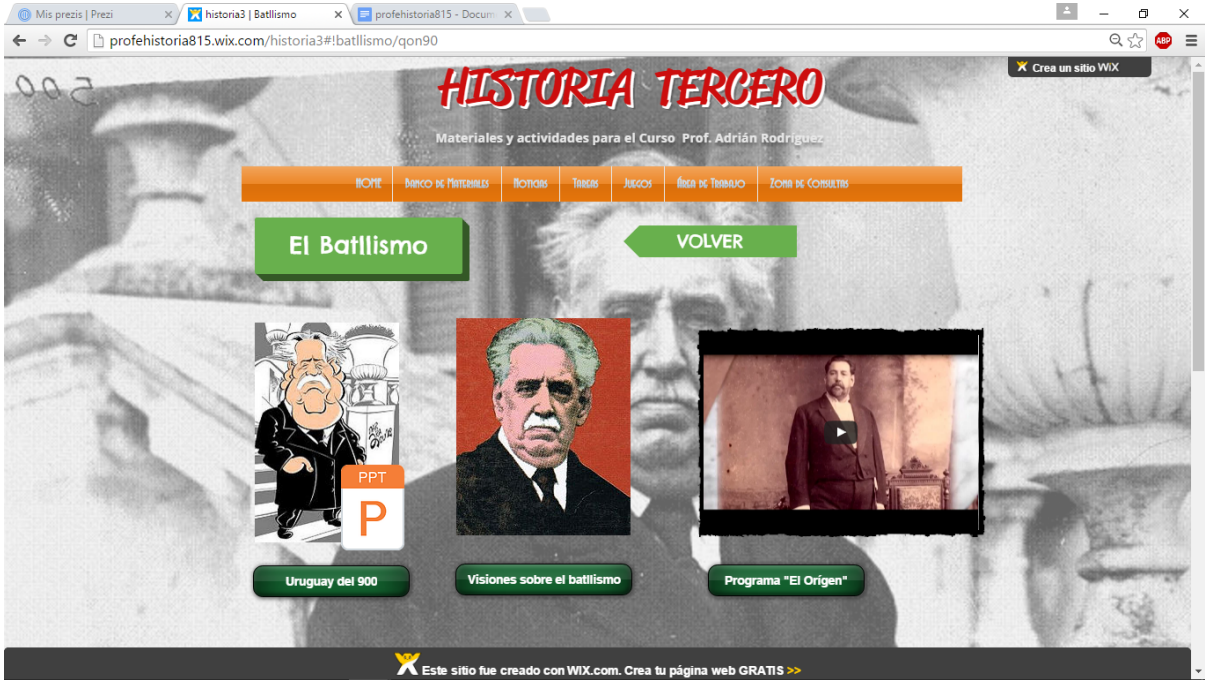 Mis prezis | Prezi
historia3 | Batllismo
profehistoria815 - Docum
profehistoria815.wix.com/historia3#!batllismo/qon90
ABP
500
HISTORIA TERCERO
Crea un sitio WiX
Materiales y actividades para el Curso Prof. Adrián Rodríguez
HOME Banco de Materiales Noticias Tareas Juegos Área de Trabajo Zona de Consultas
El Batllismo
VOLVER
PPT
P
Uruguay del 900
Visiones sobre el batllismo
Programa "El Orígen"
Este sitio fue creado con WIX.com. Crea tu página web GRATIS >>